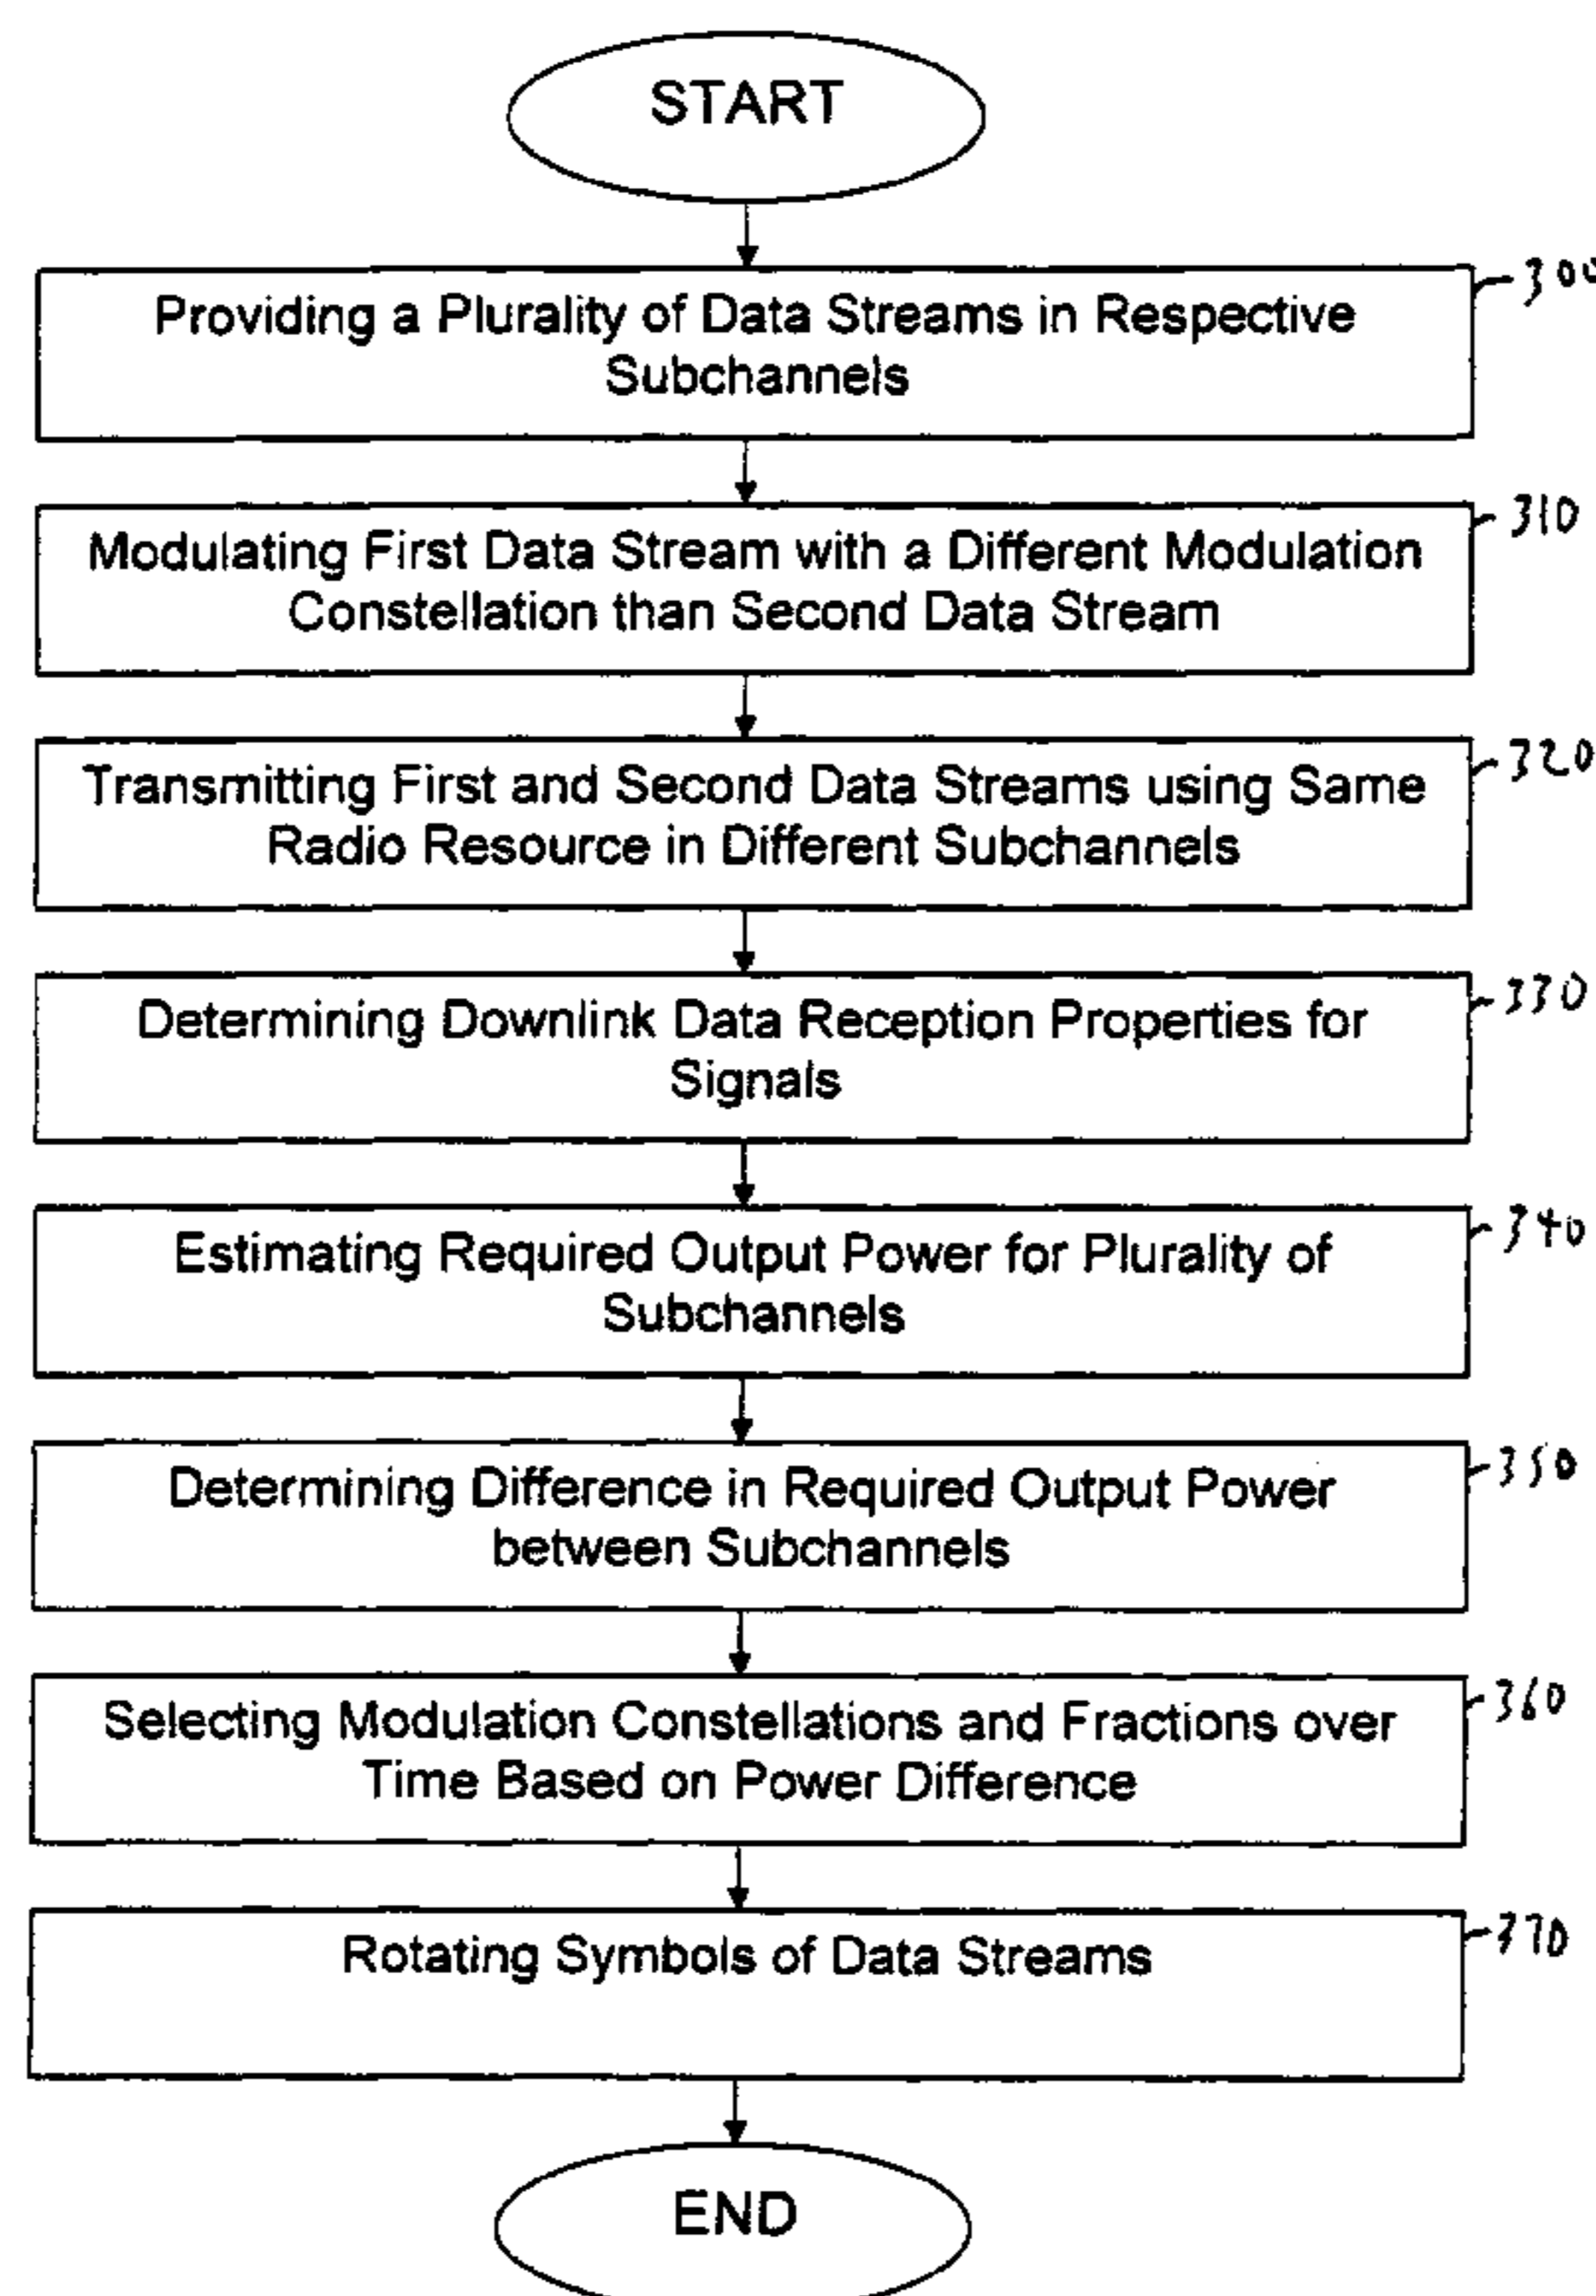 START
300
Providing a Plurality of Data Streams in Respective
Subchannels
310
Modulating First Data Stream with a Different Modulation
Constellation than Second Data Stream
320
Transmitting First and Second Data Streams using Same
Radio Resource in Different Subchannels
330
Determining Downlink Data Reception Properties for
Signals
340
Estimating Required Output Power for Plurality of
Subchannels
350
Determining Difference in Required Output Power
between Subchannels
360
Selecting Modulation Constellations and Fractions over
Time Based on Power Difference
370
Rotating Symbols of Data Streams
END